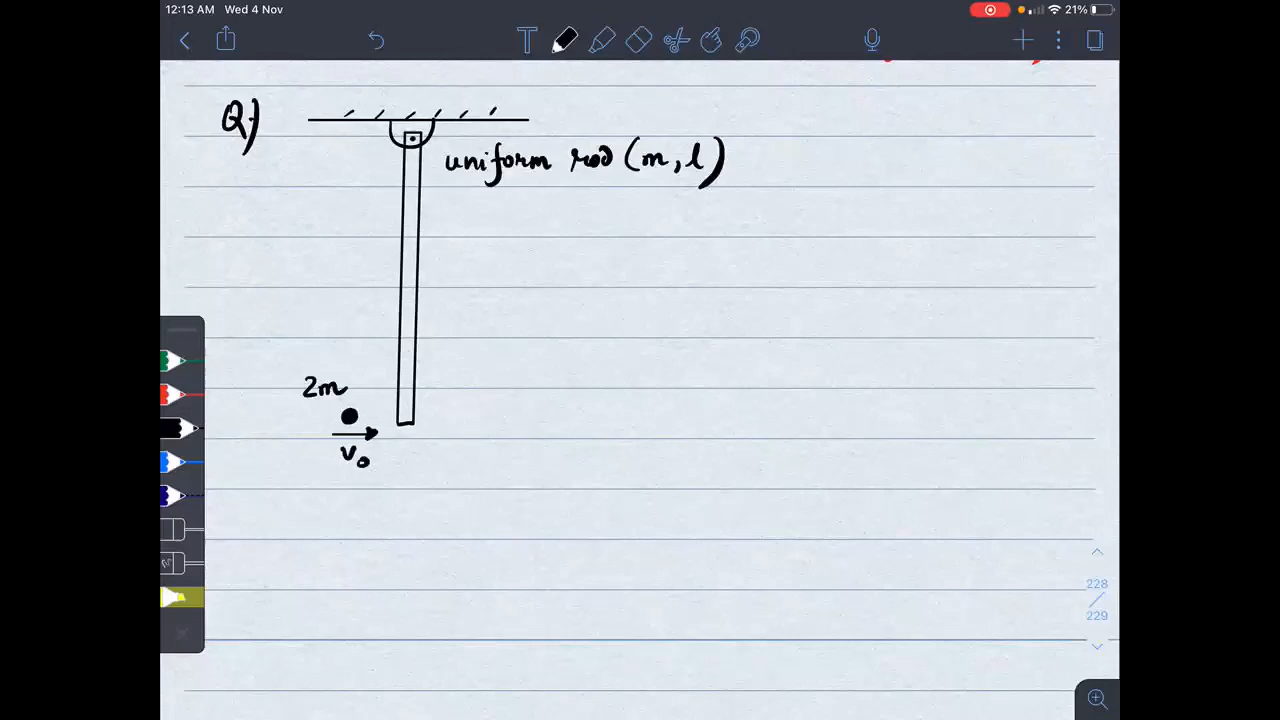 12:13 AM Wed 4 Nov
21%
T
Q)
uniform rod (m, l)
2m
v₀
228
229